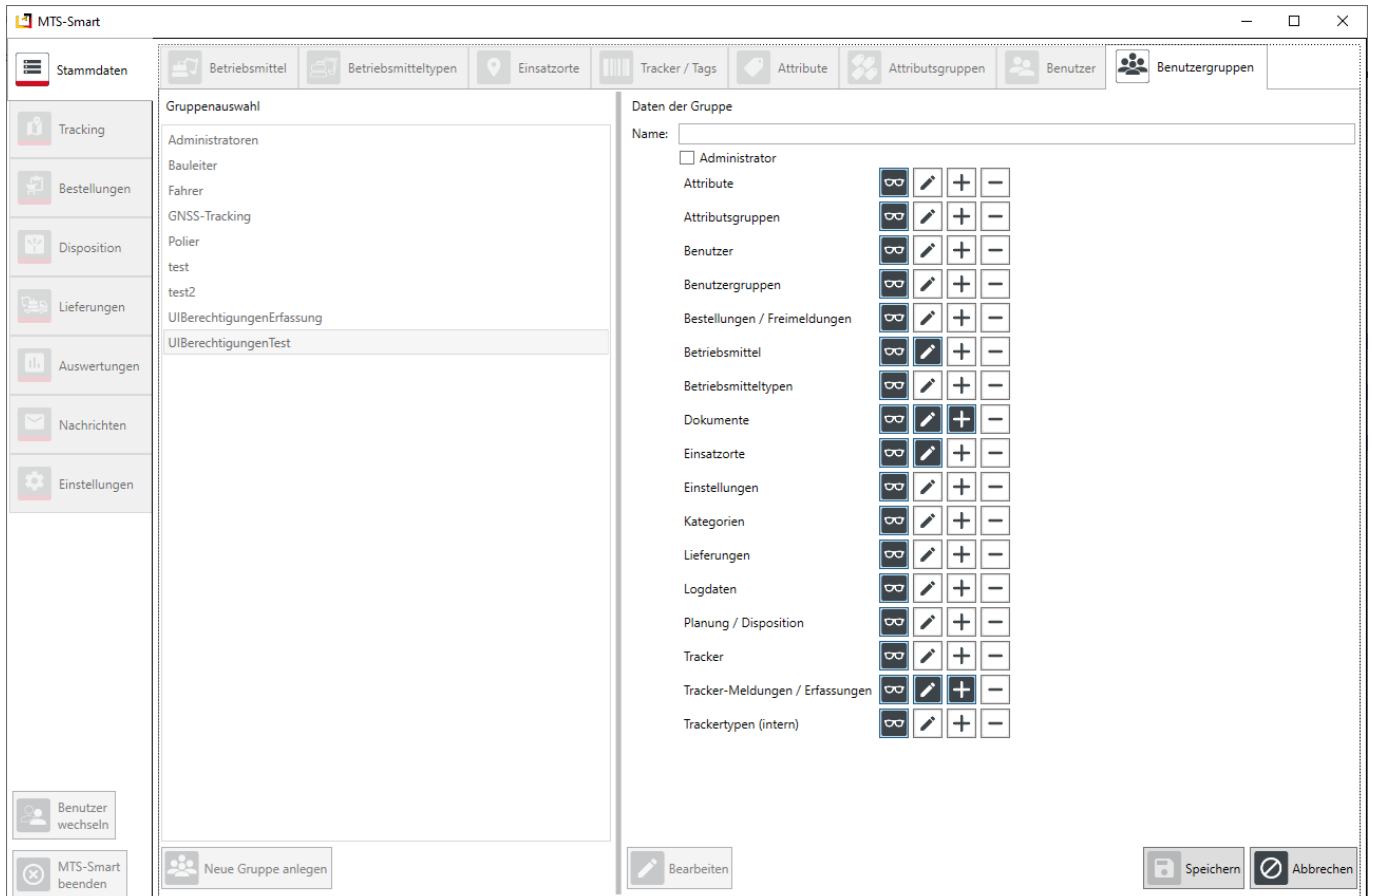 MTS-Smart
Stammdaten
Tracking
Bestellungen
Disposition
Lieferungen
Auswertungen
Nachrichten
Einstellungen
Benutzer
wechseln
MTS-Smart
beenden
Betriebsmittel
Betriebsmitteltypen
Einsatzorte
Tracker / Tags
Attribute
Attributsgruppen
Benutzer
Benutzergruppen
Gruppenauswahl
Administratoren
Bauleiter
Fahrer
GNSS-Tracking
Polier
test
test2
UIBerechtigungenErfassung
UIBerechtigungenTest
Neue Gruppe anlegen
Daten der Gruppe
Name:
Administrator
Attribute
Attributsgruppen
Benutzer
Benutzergruppen
Bestellungen / Freimeldungen
Betriebsmittel
Betriebsmitteltypen
Dokumente
Einsatzorte
Einstellungen
Kategorien
Lieferungen
Logdaten
Planung / Disposition
Tracker
Tracker-Meldungen / Erfassungen
Trackertypen (intern)
Bearbeiten
Speichern
Abbrechen